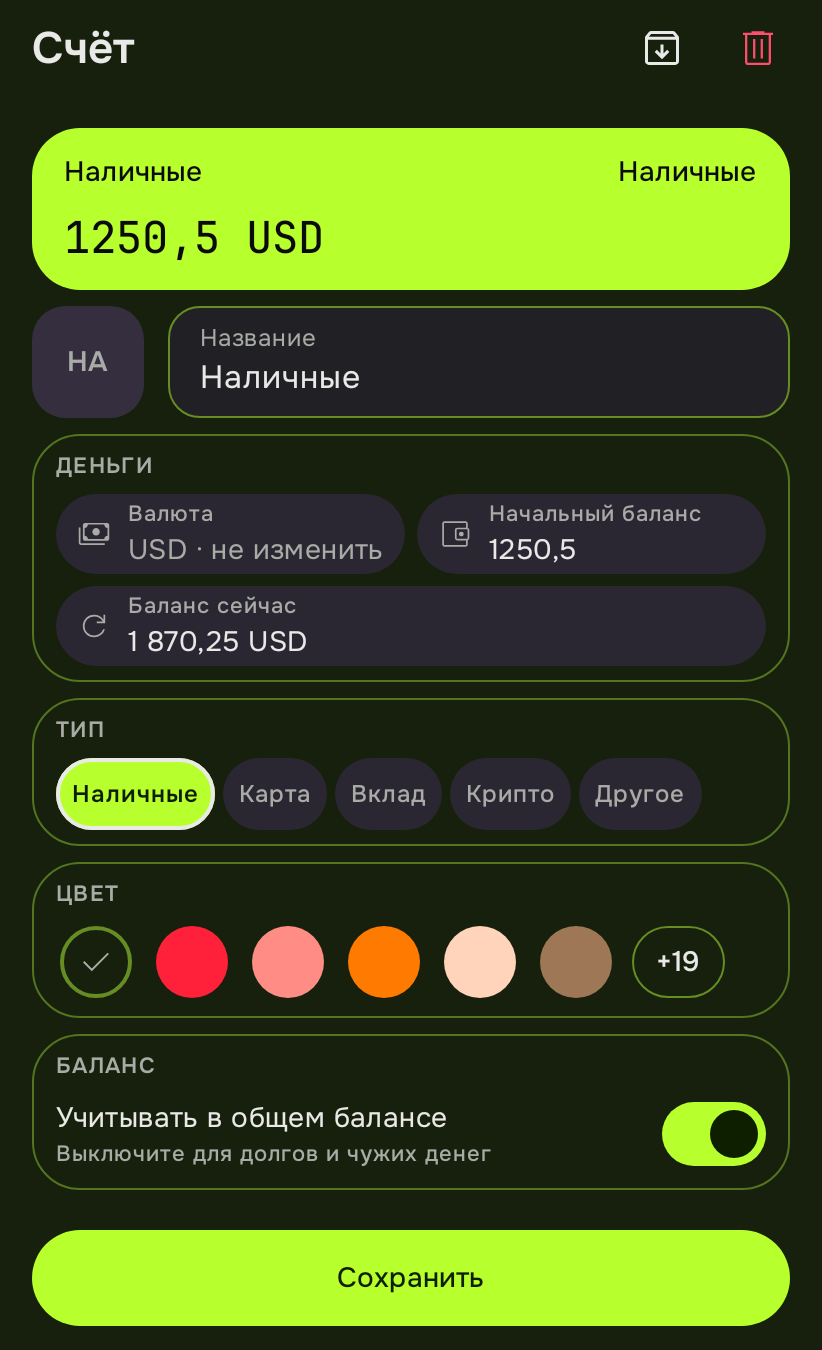 Счёт
Наличные Наличные
1250,5 USD
НА
Название
Наличные
ДЕНЬГИ
Валюта
USD · не изменить
Начальный баланс
1250,5
Баланс сейчас
1 870,25 USD
ТИП
Наличные Карта Вклад Крипто Другое
ЦВЕТ
+19
БАЛАНС
Учитывать в общем балансе
Выключите для долгов и чужих денег
Сохранить